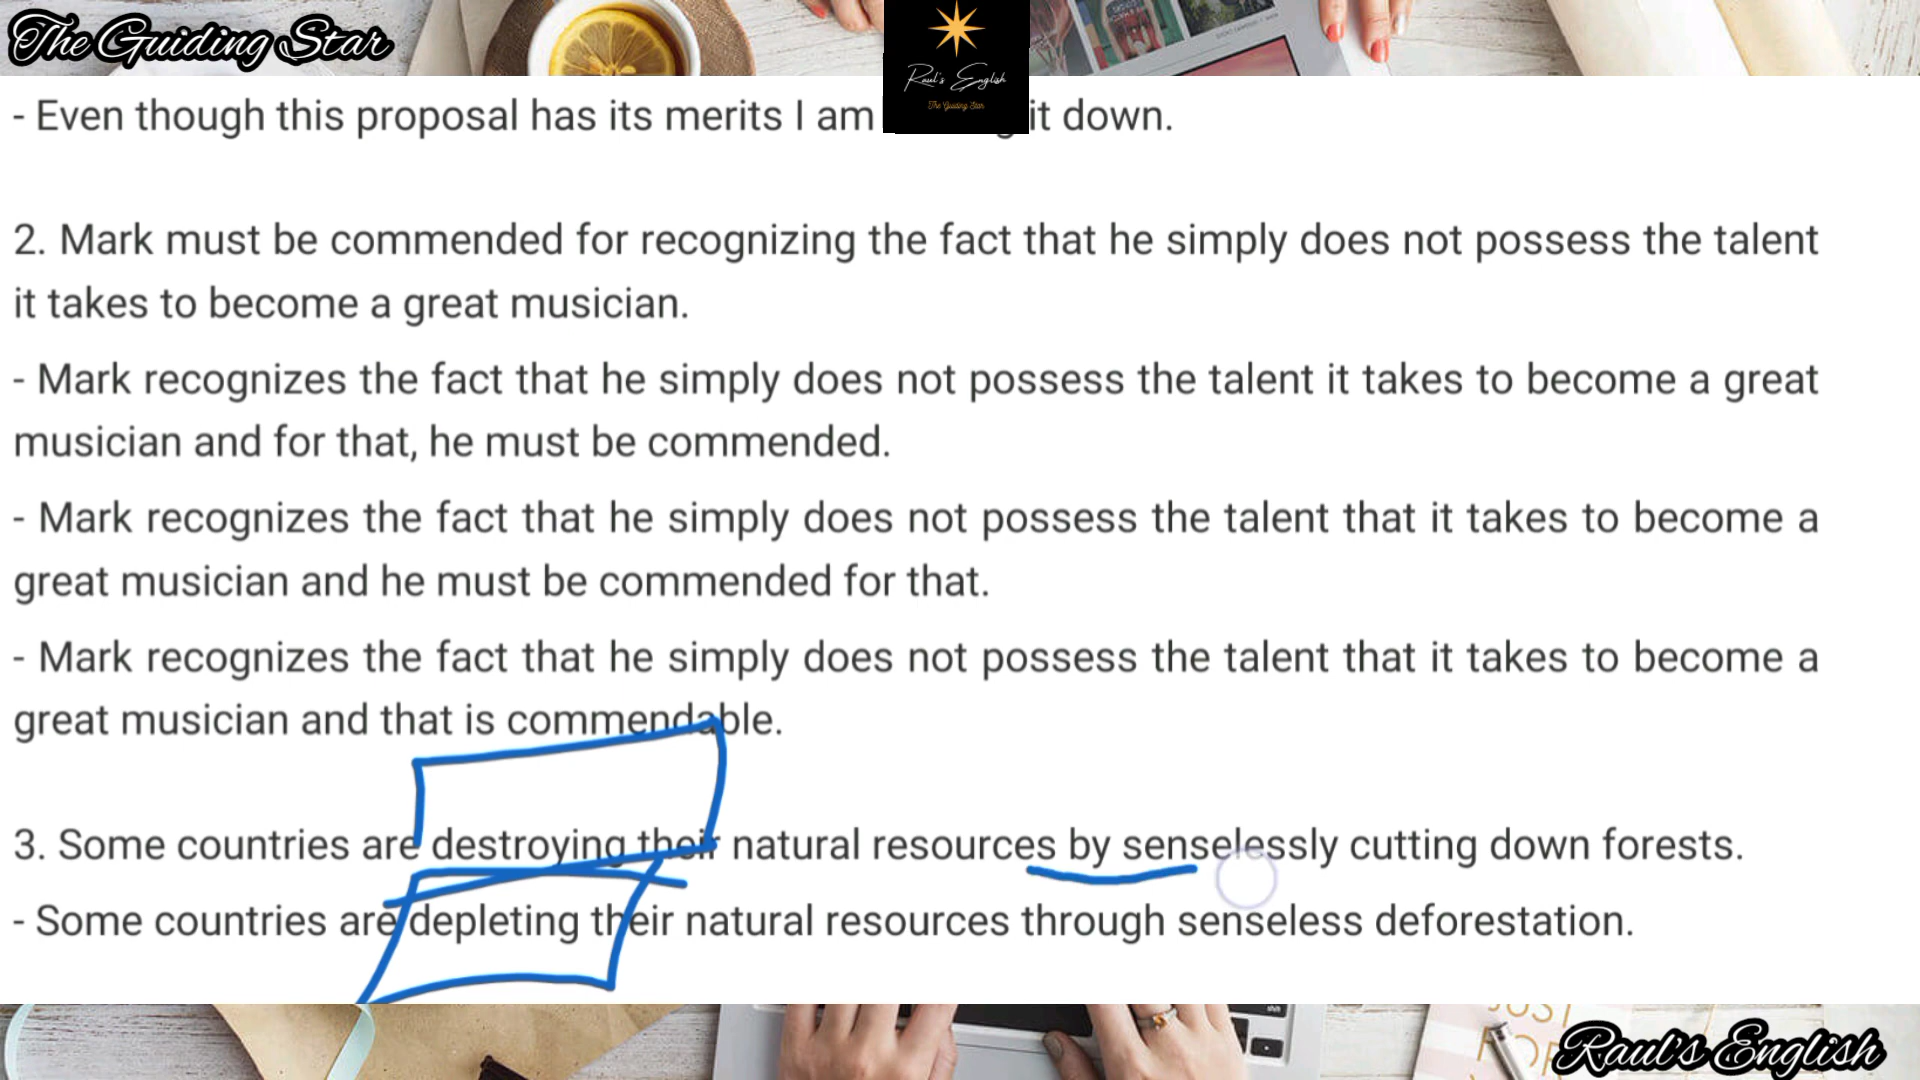 The Guiding Star
Raul's English
The Guiding Star
- Even though this proposal has its merits I am it down.
2. Mark must be commended for recognizing the fact that he simply does not possess the talent
it takes to become a great musician.
- Mark recognizes the fact that he simply does not possess the talent it takes to become a great
musician and for that, he must be commended.
- Mark recognizes the fact that he simply does not possess the talent that it takes to become a
great musician and he must be commended for that.
- Mark recognizes the fact that he simply does not possess the talent that it takes to become a
great musician and that is commendable.
3. Some countries are destroying their natural resources by senselessly cutting down forests.
- Some countries are depleting their natural resources through senseless deforestation.
shift
Raul's English